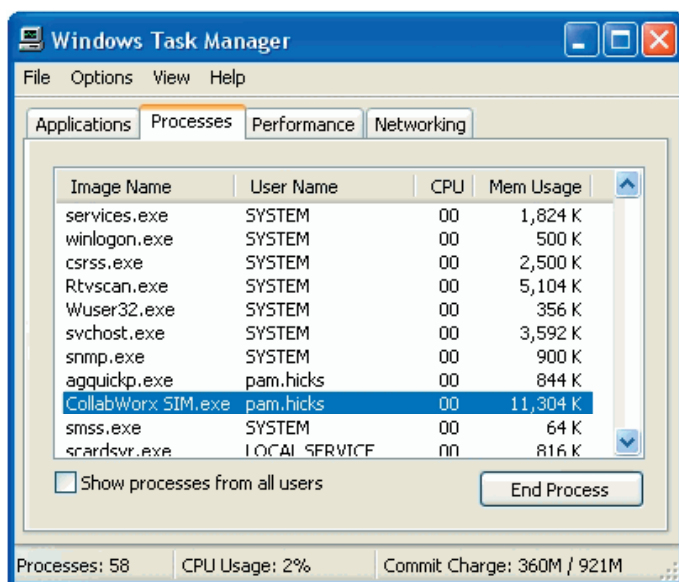 Windows Task Manager
File Options View Help
Applications Processes Performance Networking
Image Name User Name CPU Mem Usage
services.exe SYSTEM 00 1,824 K
winlogon.exe SYSTEM 00 500 K
csrss.exe SYSTEM 00 2,500 K
Rtvscan.exe SYSTEM 00 5,104 K
Wuser32.exe SYSTEM 00 356 K
svchost.exe SYSTEM 00 3,592 K
snmp.exe SYSTEM 00 900 K
agquickp.exe pam.hicks 00 844 K
CollabWorx SIM.exe pam.hicks 00 11,304 K
smss.exe SYSTEM 00 64 K
scardsvr.exe LOCAL SERVICE 00 816 K
Show processes from all users
End Process
Processes: 58 CPU Usage: 2% Commit Charge: 360M / 921M